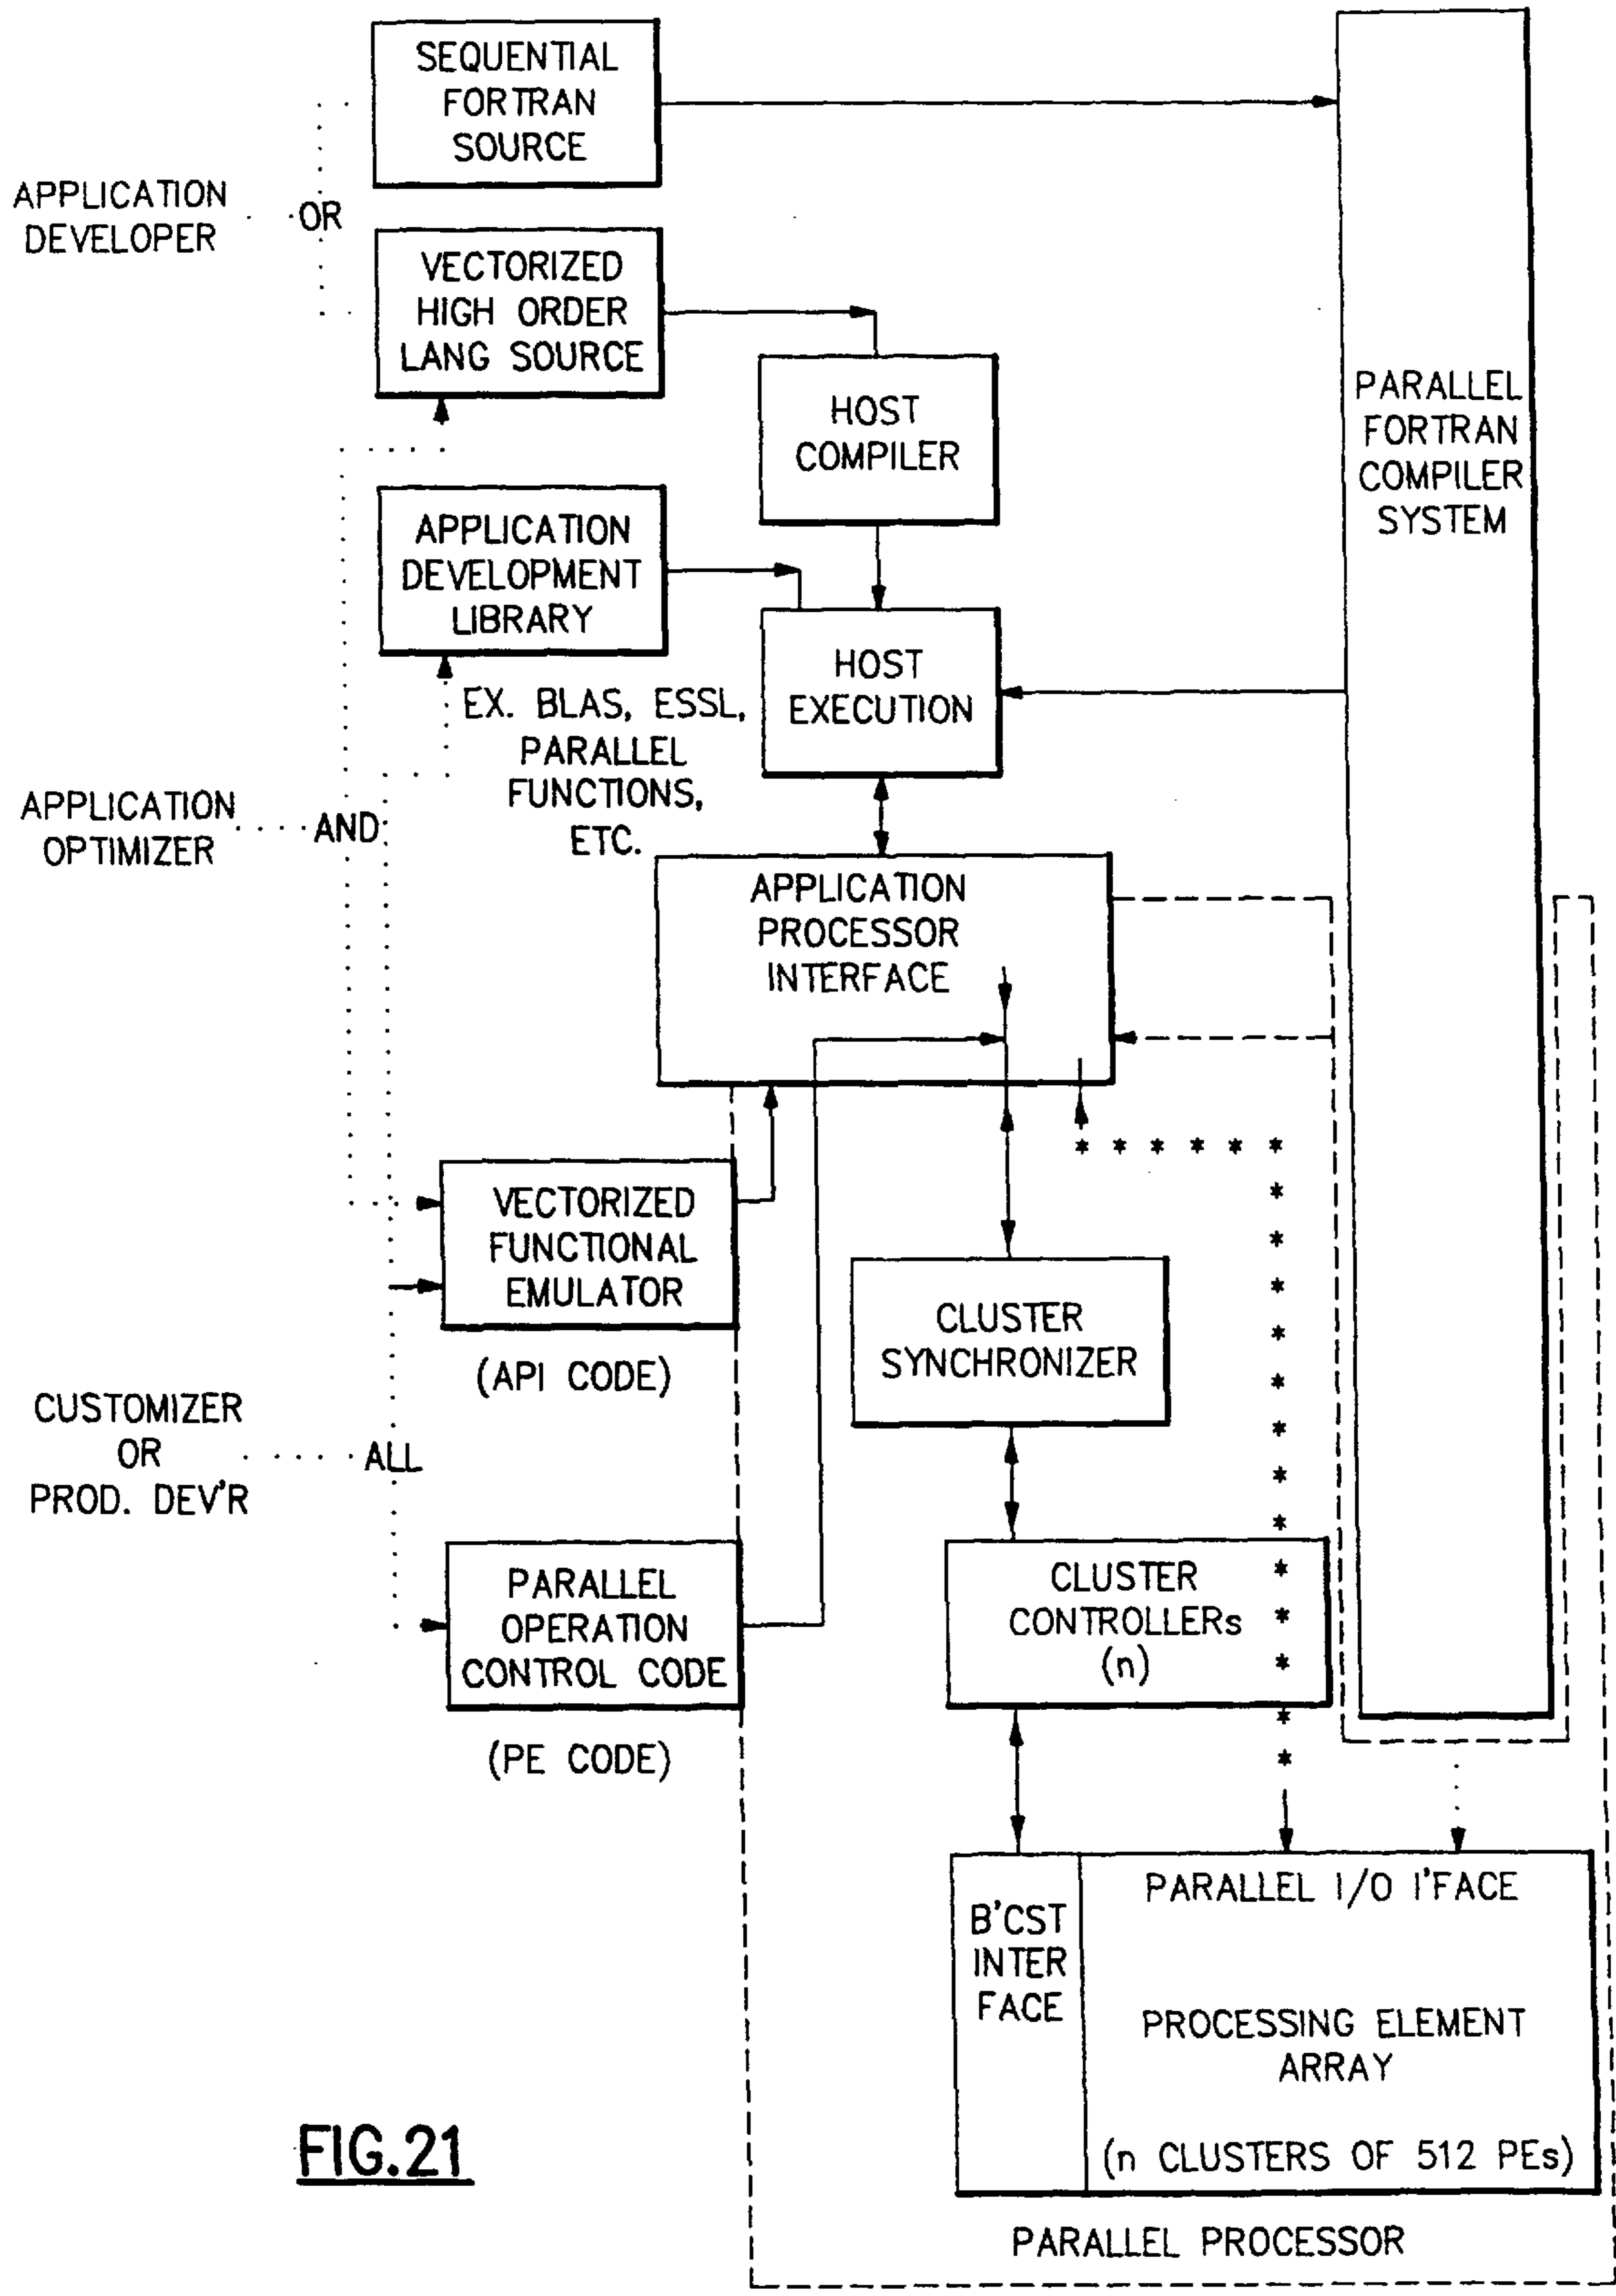 SEQUENTIAL
FORTRAN
SOURCE
APPLICATION
DEVELOPER
OR
VECTORIZED
HIGH ORDER
LANG SOURCE
HOST
COMPILER
PARALLEL
FORTRAN
COMPILER
SYSTEM
APPLICATION
DEVELOPMENT
LIBRARY
HOST
EXECUTION
EX. BLAS, ESSL,
PARALLEL
FUNCTIONS,
ETC.
APPLICATION
OPTIMIZER
AND
APPLICATION
PROCESSOR
INTERFACE
VECTORIZED
FUNCTIONAL
EMULATOR
(API CODE)
CLUSTER
SYNCHRONIZER
CUSTOMIZER
OR
PROD. DEV'R
ALL
PARALLEL
OPERATION
CONTROL CODE
(PE CODE)
CLUSTER
CONTROLLERs
(n)
B'CST
INTER
FACE
PARALLEL I/O I'FACE
PROCESSING ELEMENT
ARRAY
(n CLUSTERS OF 512 PEs)
PARALLEL PROCESSOR
FIG.21